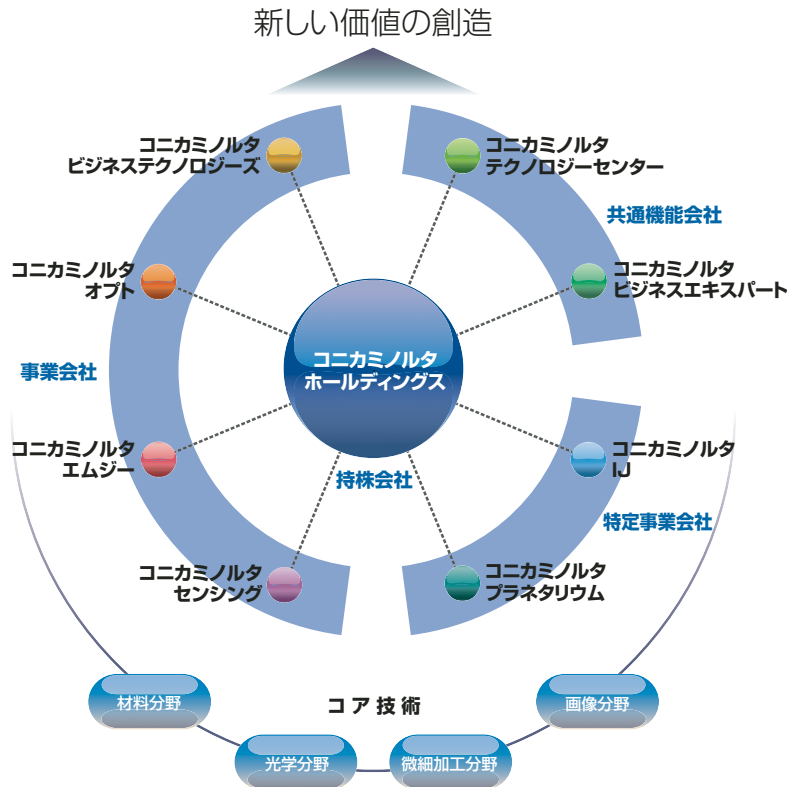 新しい価値の創造
コニカミノルタ
ビジネステクノロジーズ
コニカミノルタ
テクノロジーセンター
共通機能会社
コニカミノルタ
オプト
コニカミノルタ
ビジネスエキスパート
コニカミノルタ
ホールディングス
事業会社
コニカミノルタ
エムジー
コニカミノルタ
IJ
持株会社
特定事業会社
コニカミノルタ
センシング
コニカミノルタ
プラネタリウム
コア技術
材料分野
画像分野
光学分野
微細加工分野